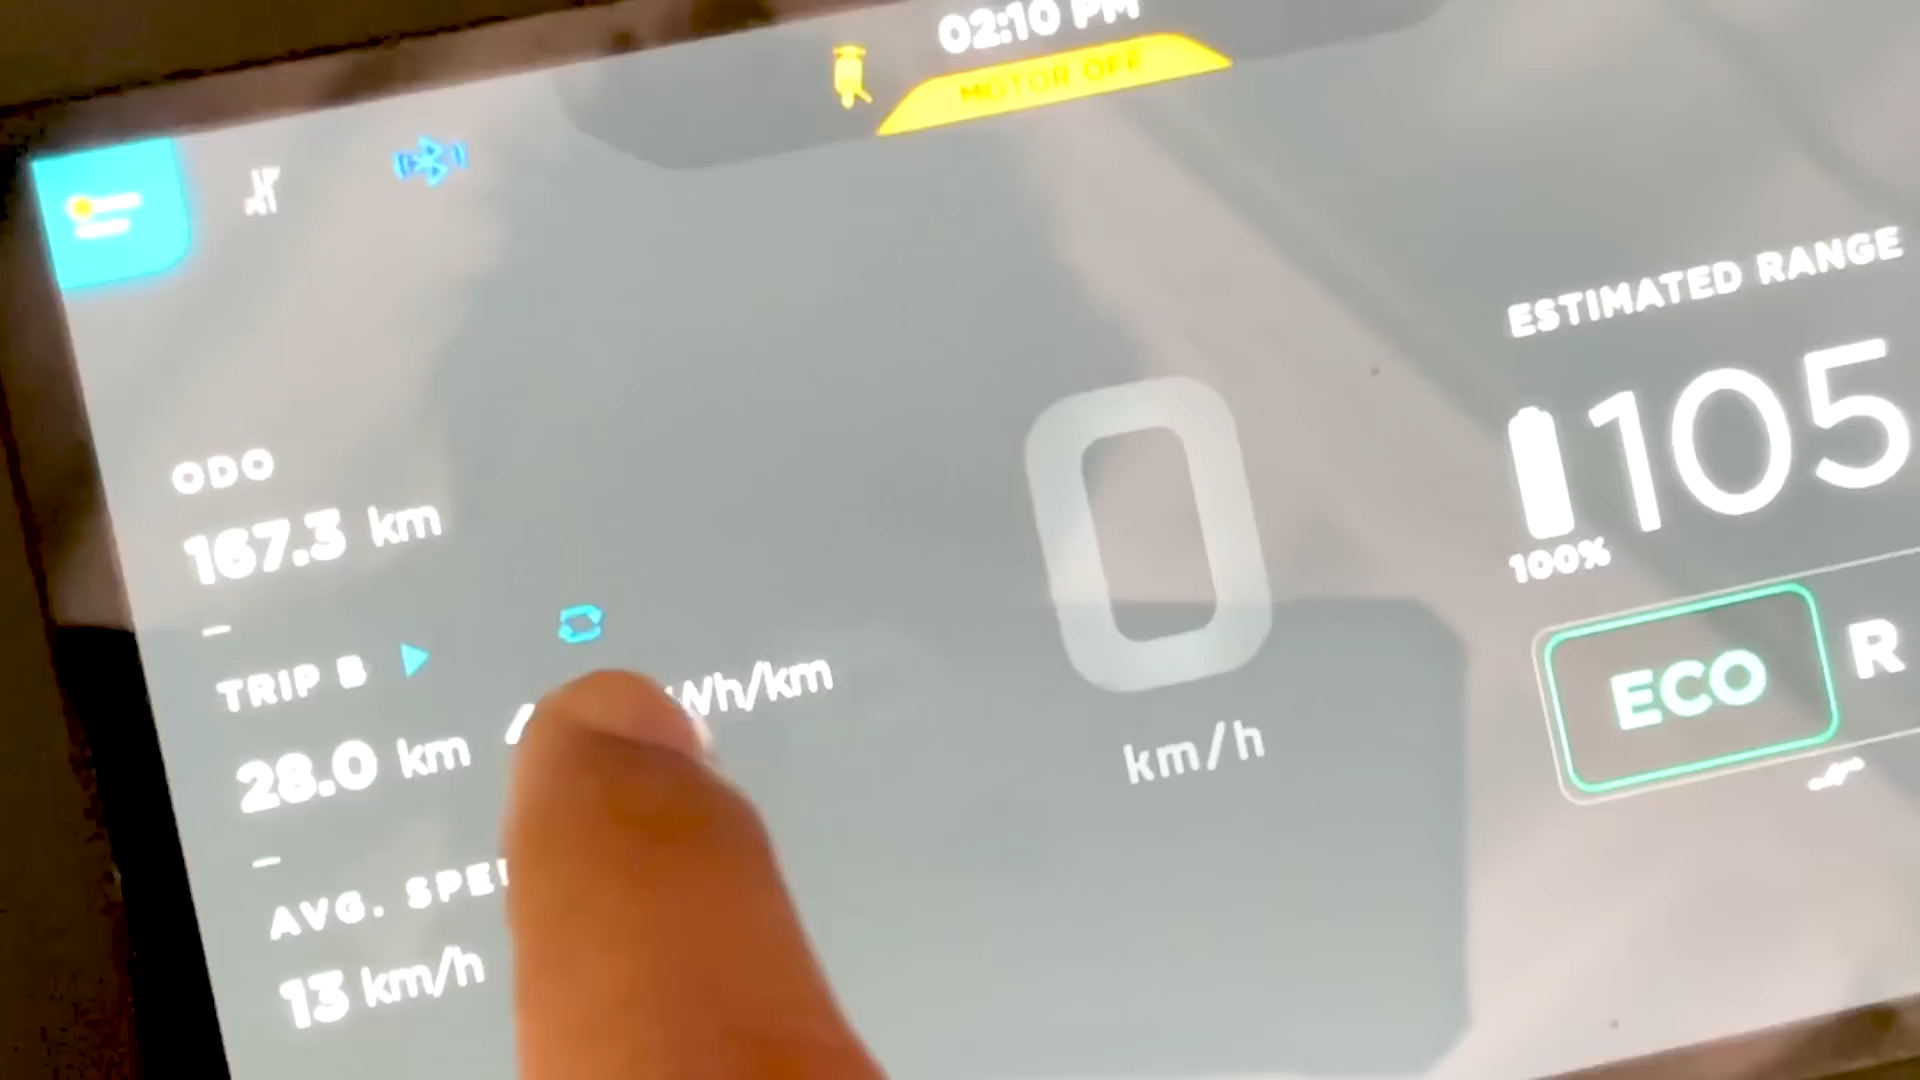 02:10 PM
MOTOR OFF
ESTIMATED RANGE
105
100%
ODO
167.3 km
TRIP B
28.0 km
Wh/km
AVG.
13 km/h
0
km/h
ECO
R